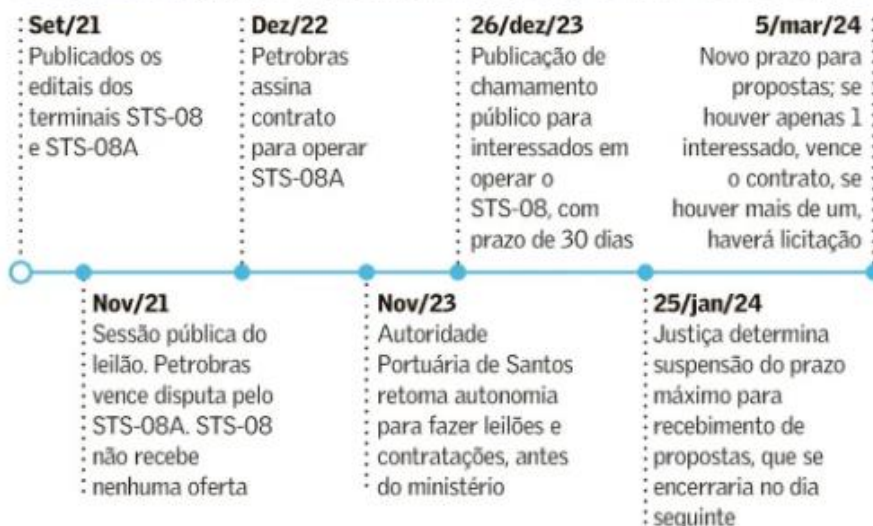 Set/21
Publicados os
editais dos
terminais STS-08
e STS-08A
Nov/21
Sessão pública do
leilão. Petrobras
vence disputa pelo
STS-08A. STS-08
não recebe
nenhuma oferta
Dez/22
Petrobras
assina
contrato
para operar
STS-08A
Nov/23
Autoridade
Portuária de Santos
retoma autonomia
para fazer leilões e
contratações, antes
do ministério
26/dez/23
Publicação de
chamamento
público para
interessados em
operar o
STS-08, com
prazo de 30 dias
25/jan/24
Justiça determina
suspensão do prazo
máximo para
recebimento de
propostas, que se
encerraria no dia
seguinte
5/mar/24
Novo prazo para
propostas; se
houver apenas 1
interessado, vence
o contrato, se
houver mais de um,
haverá licitação